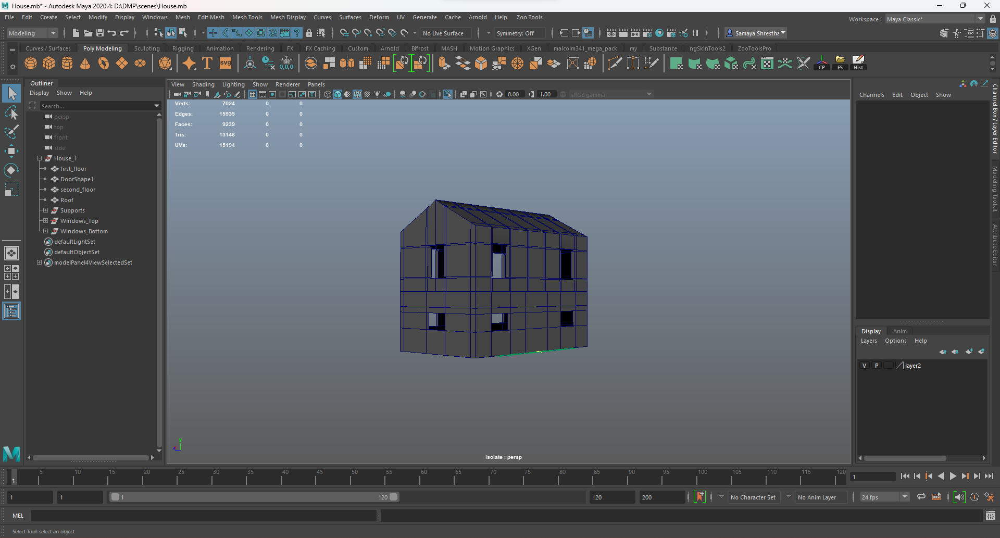 House.mb* - Autodesk Maya 2020.4: D:\DMP\scenes\House.mb
File Edit Create Select Modify Display Windows Mesh Edit Mesh Mesh Tools Mesh Display Curves Surfaces Deform UV Generate Cache Arnold Help Zoo Tools
Workspace : Maya Classic*
Modeling No Live Surface Symmetry: Off Samaya Shrestha
Curves / Surfaces Poly Modeling Sculpting Rigging Animation Rendering FX FX Caching Custom Arnold Bifrost MASH Motion Graphics XGen malcolm341_mega_pack my Substance ngSkinTools2 ZooToolsPro
T SVG 0,0,0 CP ES Hist
Outliner
Display Show Help
Search...
persp
top
front
side
House_1
first_floor
DoorShape1
second_floor
Roof
Supports
Windows_Top
WIndows_Bottom
defaultLightSet
defaultObjectSet
modelPanel4ViewSelectedSet
View Shading Lighting Show Renderer Panels
0.00 1.00 sRGB gamma
Verts: 7024 0 0
Edges: 15935 0 0
Faces: 9239 0 0
Tris: 13146 0 0
UVs: 15194 0 0
y
z
Isolate : persp
Channels Edit Object Show
Channel Box / Layer Editor
Modeling Toolkit
Attribute Editor
Display Anim
Layers Options Help
V P layer2
1 5 10 15 20 25 30 35 40 45 50 55 60 65 70 75 80 85 90 95 100 105 110 115 120 1
1 1 1 120 120 200 No Character Set No Anim Layer 24 fps
MEL
Select Tool: select an object